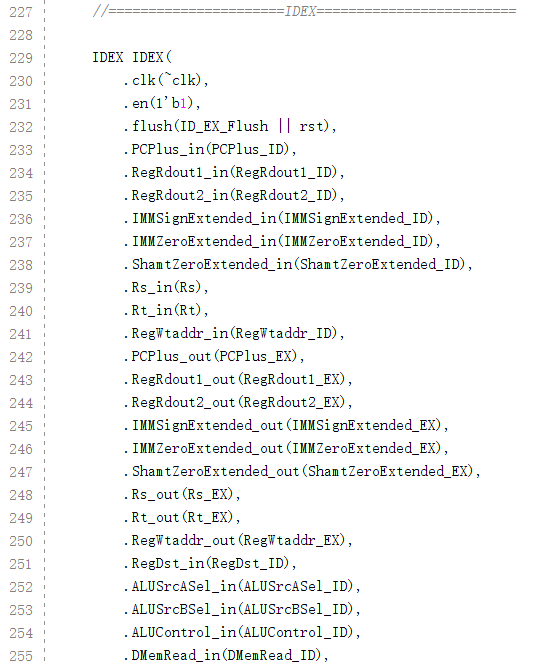 227 //======================IDEX=========================
228
229 IDEX IDEX(
230 .clk(~clk),
231 .en(1'b1),
232 .flush(ID_EX_Flush || rst),
233 .PCPlus_in(PCPlus_ID),
234 .RegRdout1_in(RegRdout1_ID),
235 .RegRdout2_in(RegRdout2_ID),
236 .IMMSignExtended_in(IMMSignExtended_ID),
237 .IMMZeroExtended_in(IMMZeroExtended_ID),
238 .ShamtZeroExtended_in(ShamtZeroExtended_ID),
239 .Rs_in(Rs),
240 .Rt_in(Rt),
241 .RegWtaddr_in(RegWtaddr_ID),
242 .PCPlus_out(PCPlus_EX),
243 .RegRdout1_out(RegRdout1_EX),
244 .RegRdout2_out(RegRdout2_EX),
245 .IMMSignExtended_out(IMMSignExtended_EX),
246 .IMMZeroExtended_out(IMMZeroExtended_EX),
247 .ShamtZeroExtended_out(ShamtZeroExtended_EX),
248 .Rs_out(Rs_EX),
249 .Rt_out(Rt_EX),
250 .RegWtaddr_out(RegWtaddr_EX),
251 .RegDst_in(RegDst_ID),
252 .ALUSrcASel_in(ALUSrcASel_ID),
253 .ALUSrcBSel_in(ALUSrcBSel_ID),
254 .ALUControl_in(ALUControl_ID),
255 .DMemRead_in(DMemRead_ID),